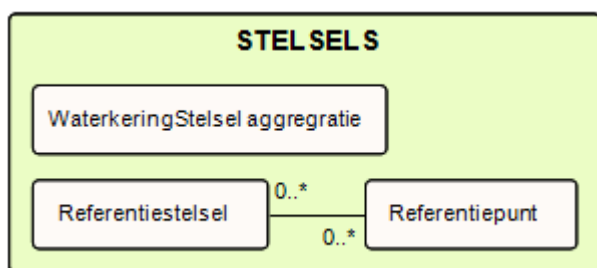 STELSELS
WaterkeringStelsel aggregratie
Referentiestelsel
0..*
Referentiepunt
0..*